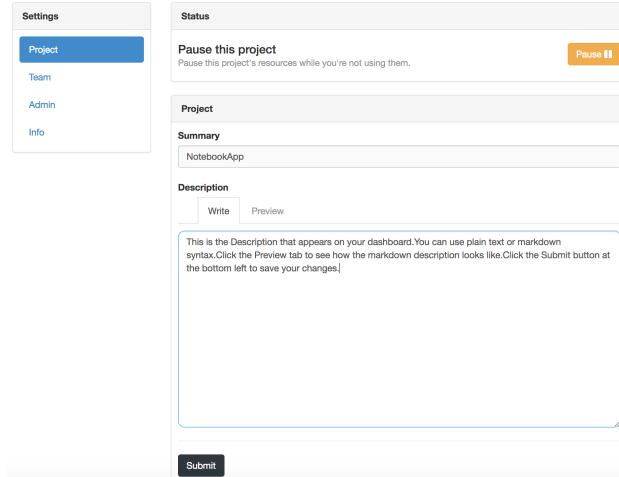 Settings
Project
Team
Admin
Info
Status
Pause this project
Pause this project's resources while you're not using them.
Pause
Project
Summary
NotebookApp
Description
Write
Preview
This is the Description that appears on your dashboard.You can use plain text or markdown
syntax.Click the Preview tab to see how the markdown description looks like.Click the Submit button at
the bottom left to save your changes.
Submit